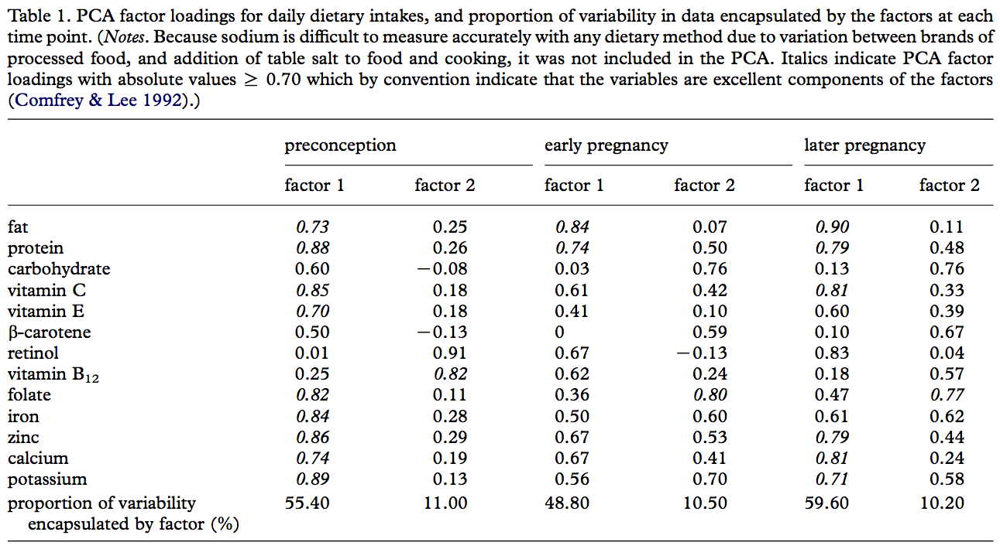 Table 1. PCA factor loadings for daily dietary intakes, and proportion of variability in data encapsulated by the factors at each
time point. (Notes. Because sodium is difficult to measure accurately with any dietary method due to variation between brands of
processed food, and addition of table salt to food and cooking, it was not included in the PCA. Italics indicate PCA factor
loadings with absolute values ≥ 0.70 which by convention indicate that the variables are excellent components of the factors
(Comfrey & Lee 1992).)
preconception early pregnancy later pregnancy
factor 1 factor 2 factor 1 factor 2 factor 1 factor 2
fat 0.73 0.25 0.84 0.07 0.90 0.11
protein 0.88 0.26 0.74 0.50 0.79 0.48
carbohydrate 0.60 −0.08 0.03 0.76 0.13 0.76
vitamin C 0.85 0.18 0.61 0.42 0.81 0.33
vitamin E 0.70 0.18 0.41 0.10 0.60 0.39
β-carotene 0.50 −0.13 0 0.59 0.10 0.67
retinol 0.01 0.91 0.67 −0.13 0.83 0.04
vitamin B12 0.25 0.82 0.62 0.24 0.18 0.57
folate 0.82 0.11 0.36 0.80 0.47 0.77
iron 0.84 0.28 0.50 0.60 0.61 0.62
zinc 0.86 0.29 0.67 0.53 0.79 0.44
calcium 0.74 0.19 0.67 0.41 0.81 0.24
potassium 0.89 0.13 0.56 0.70 0.71 0.58
proportion of variability 55.40 11.00 48.80 10.50 59.60 10.20
encapsulated by factor (%)